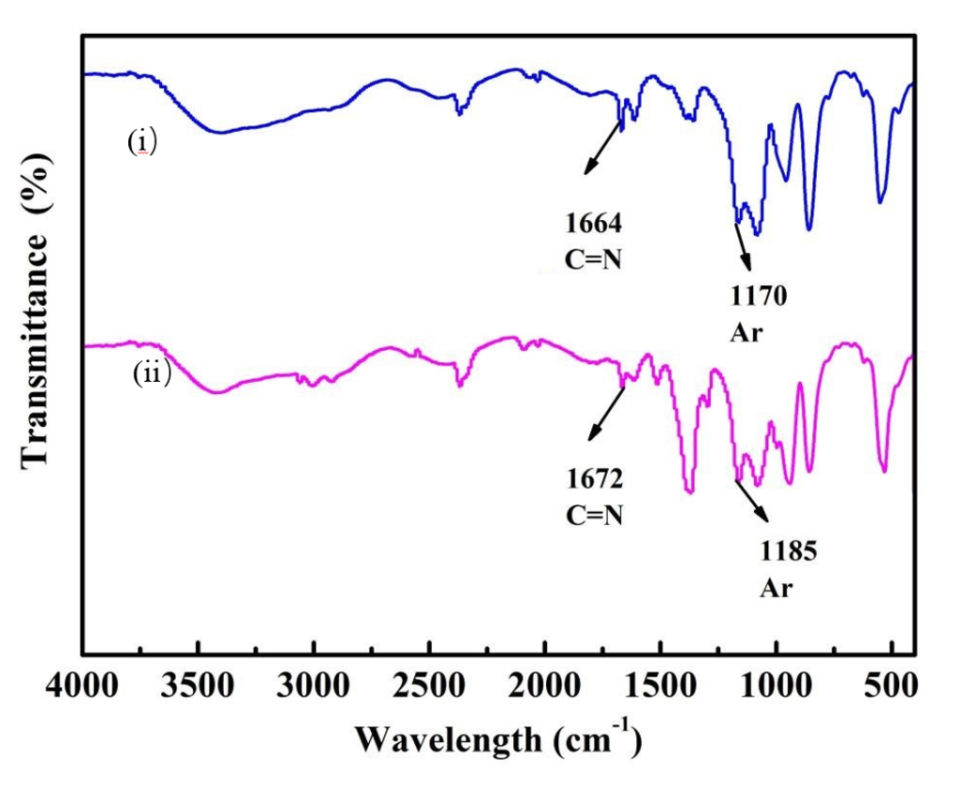 Transmittance (%)
(i)
1664
C=N
1170
Ar
(ii)
1672
C=N
1185
Ar
4000 3500 3000 2500 2000 1500 1000 500
Wavelength (cm⁻¹)